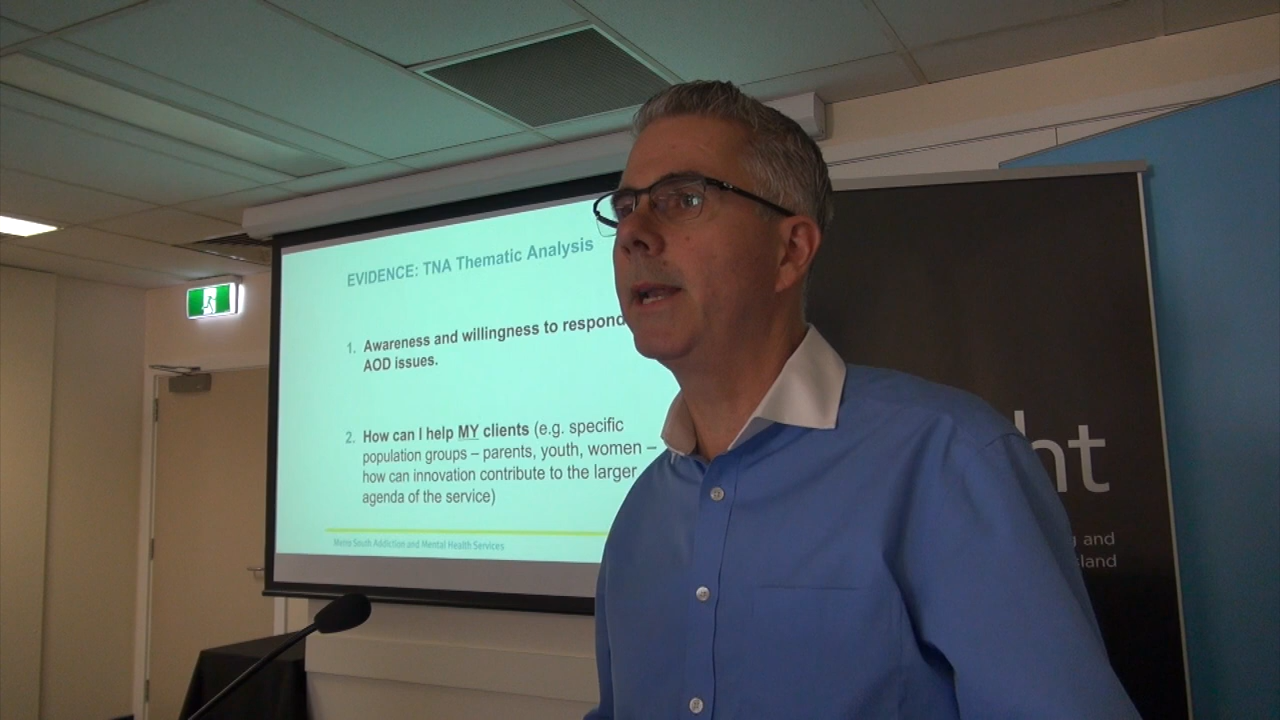 EVIDENCE: TNA Thematic Analysis
1. Awareness and willingness to respond
AOD issues.
2. How can I help MY clients (e.g. specific
population groups – parents, youth, women –
how can innovation contribute to the larger
agenda of the service)
Metro South Addiction and Mental Health Services
ht
and
land